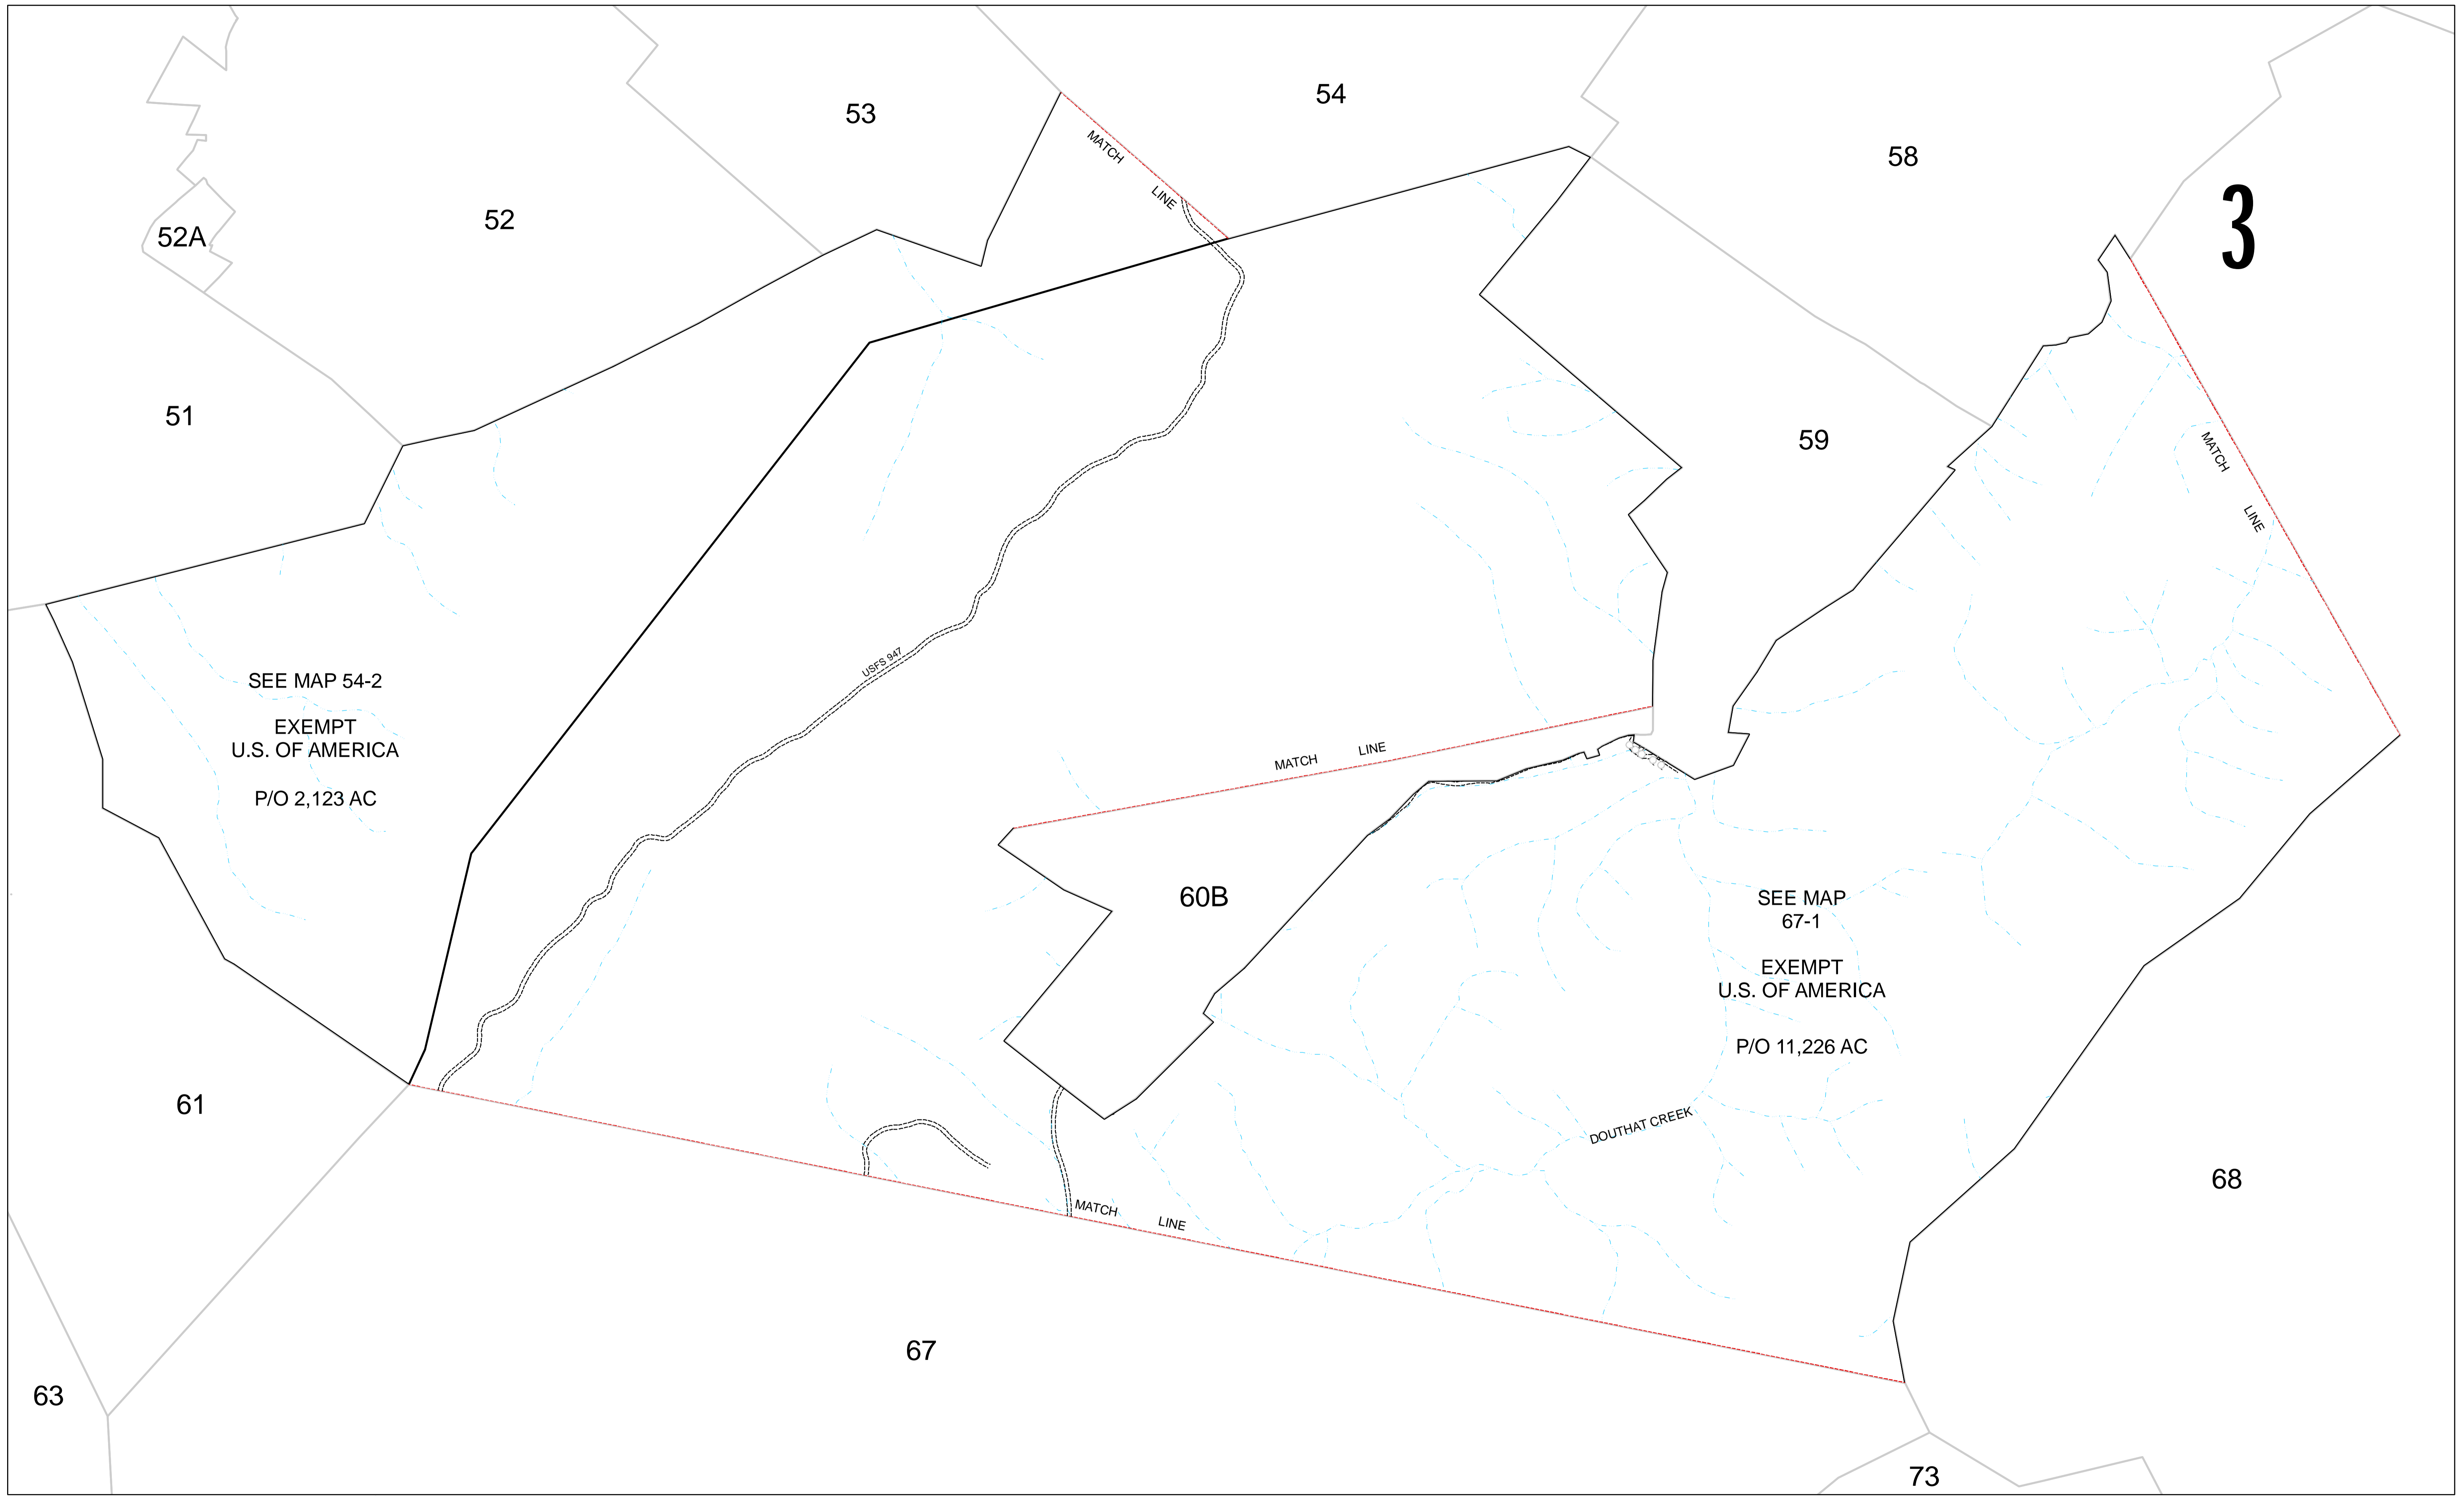 54
53
58
3
52
52A
MATCH
LINE
51
59
MATCH
LINE
USFS 947
SEE MAP 54-2
EXEMPT
U.S. OF AMERICA
P/O 2,123 AC
MATCH
LINE
60B
SEE MAP
67-1
EXEMPT
U.S. OF AMERICA
P/O 11,226 AC
61
DOUTHAT CREEK
68
MATCH
LINE
67
63
73